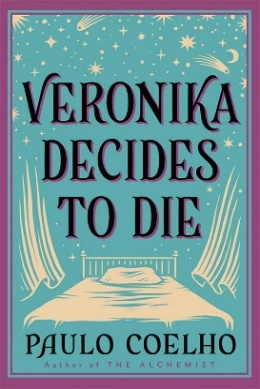 VERONIKA
DECIDES
TO DIE
PAULO COELHO
Author of THE ALCHEMIST